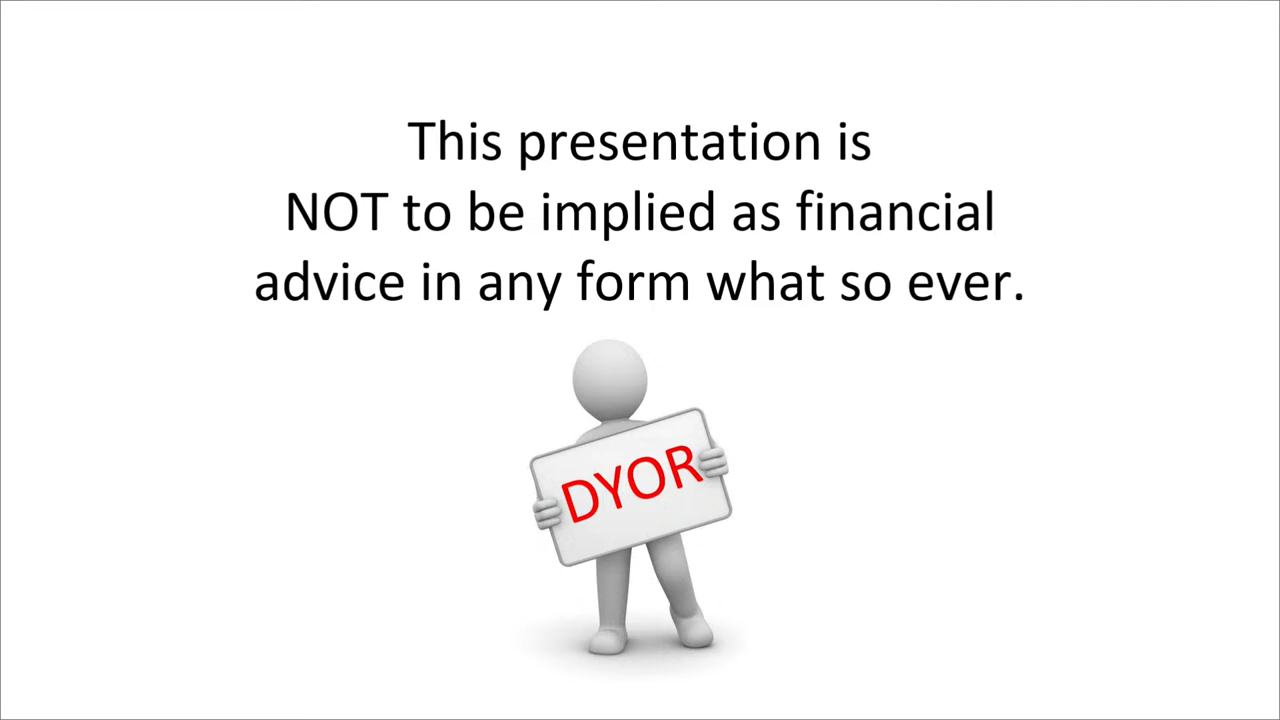 This presentation is
NOT to be implied as financial
advice in any form what so ever.
DYOR